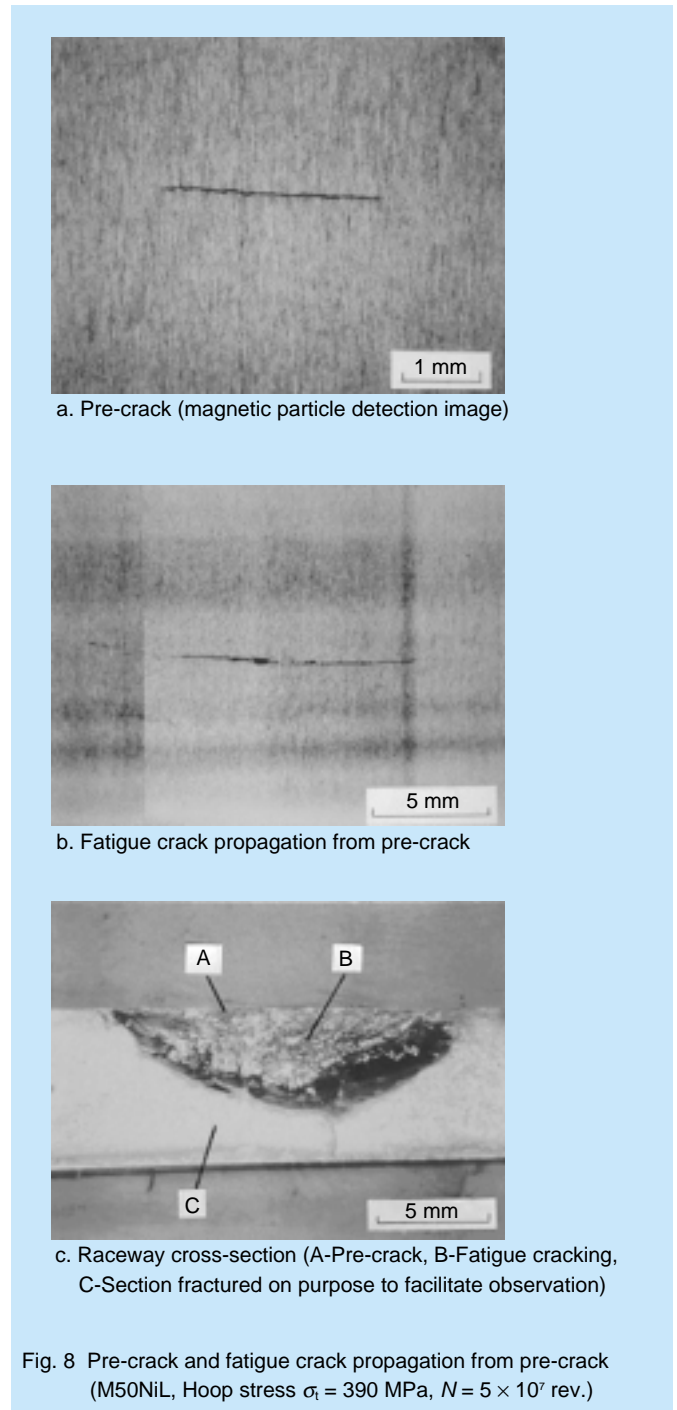 1 mm
a. Pre-crack (magnetic particle detection image)
5 mm
b. Fatigue crack propagation from pre-crack
A
B
C
5 mm
c. Raceway cross-section (A-Pre-crack, B-Fatigue cracking,
C-Section fractured on purpose to facilitate observation)
Fig. 8 Pre-crack and fatigue crack propagation from pre-crack
(M50NiL, Hoop stress σt = 390 MPa, N = 5 × 10⁷ rev.)